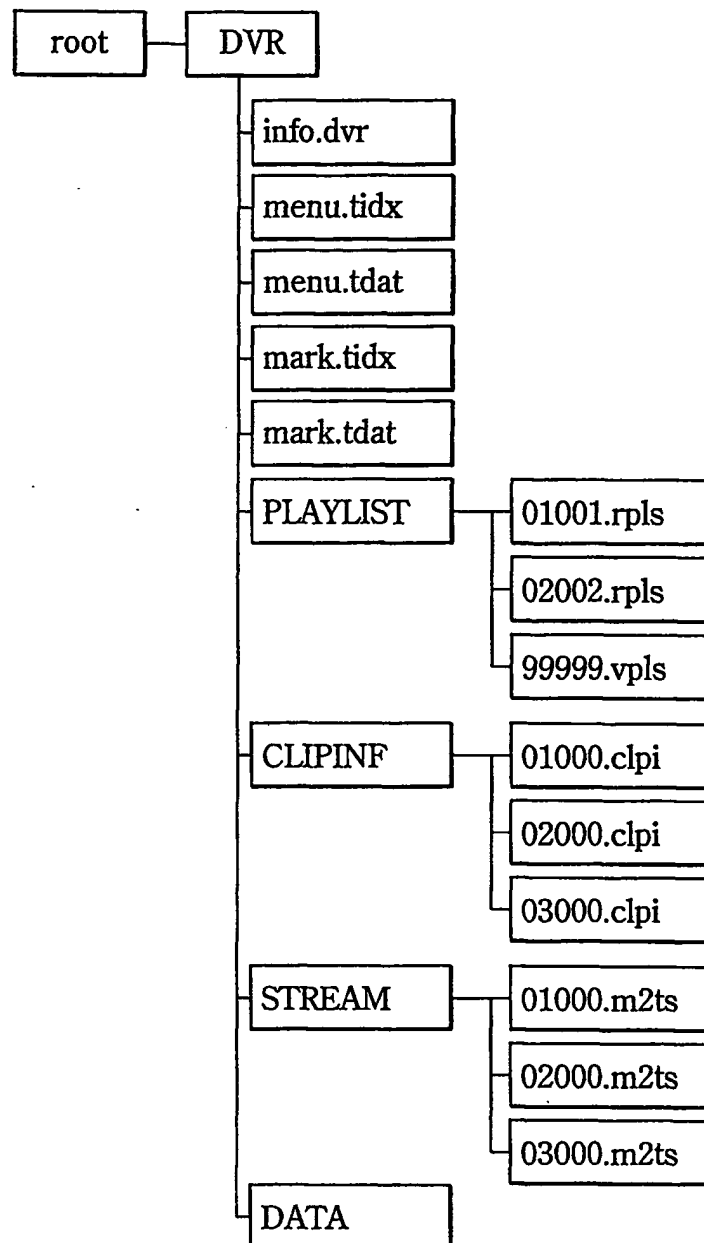 root DVR
info.dvr
menu.tidx
menu.tdat
mark.tidx
mark.tdat
PLAYLIST 01001.rpls
02002.rpls
99999.vpls
CLIPINF 01000.clpi
02000.clpi
03000.clpi
STREAM 01000.m2ts
02000.m2ts
03000.m2ts
DATA